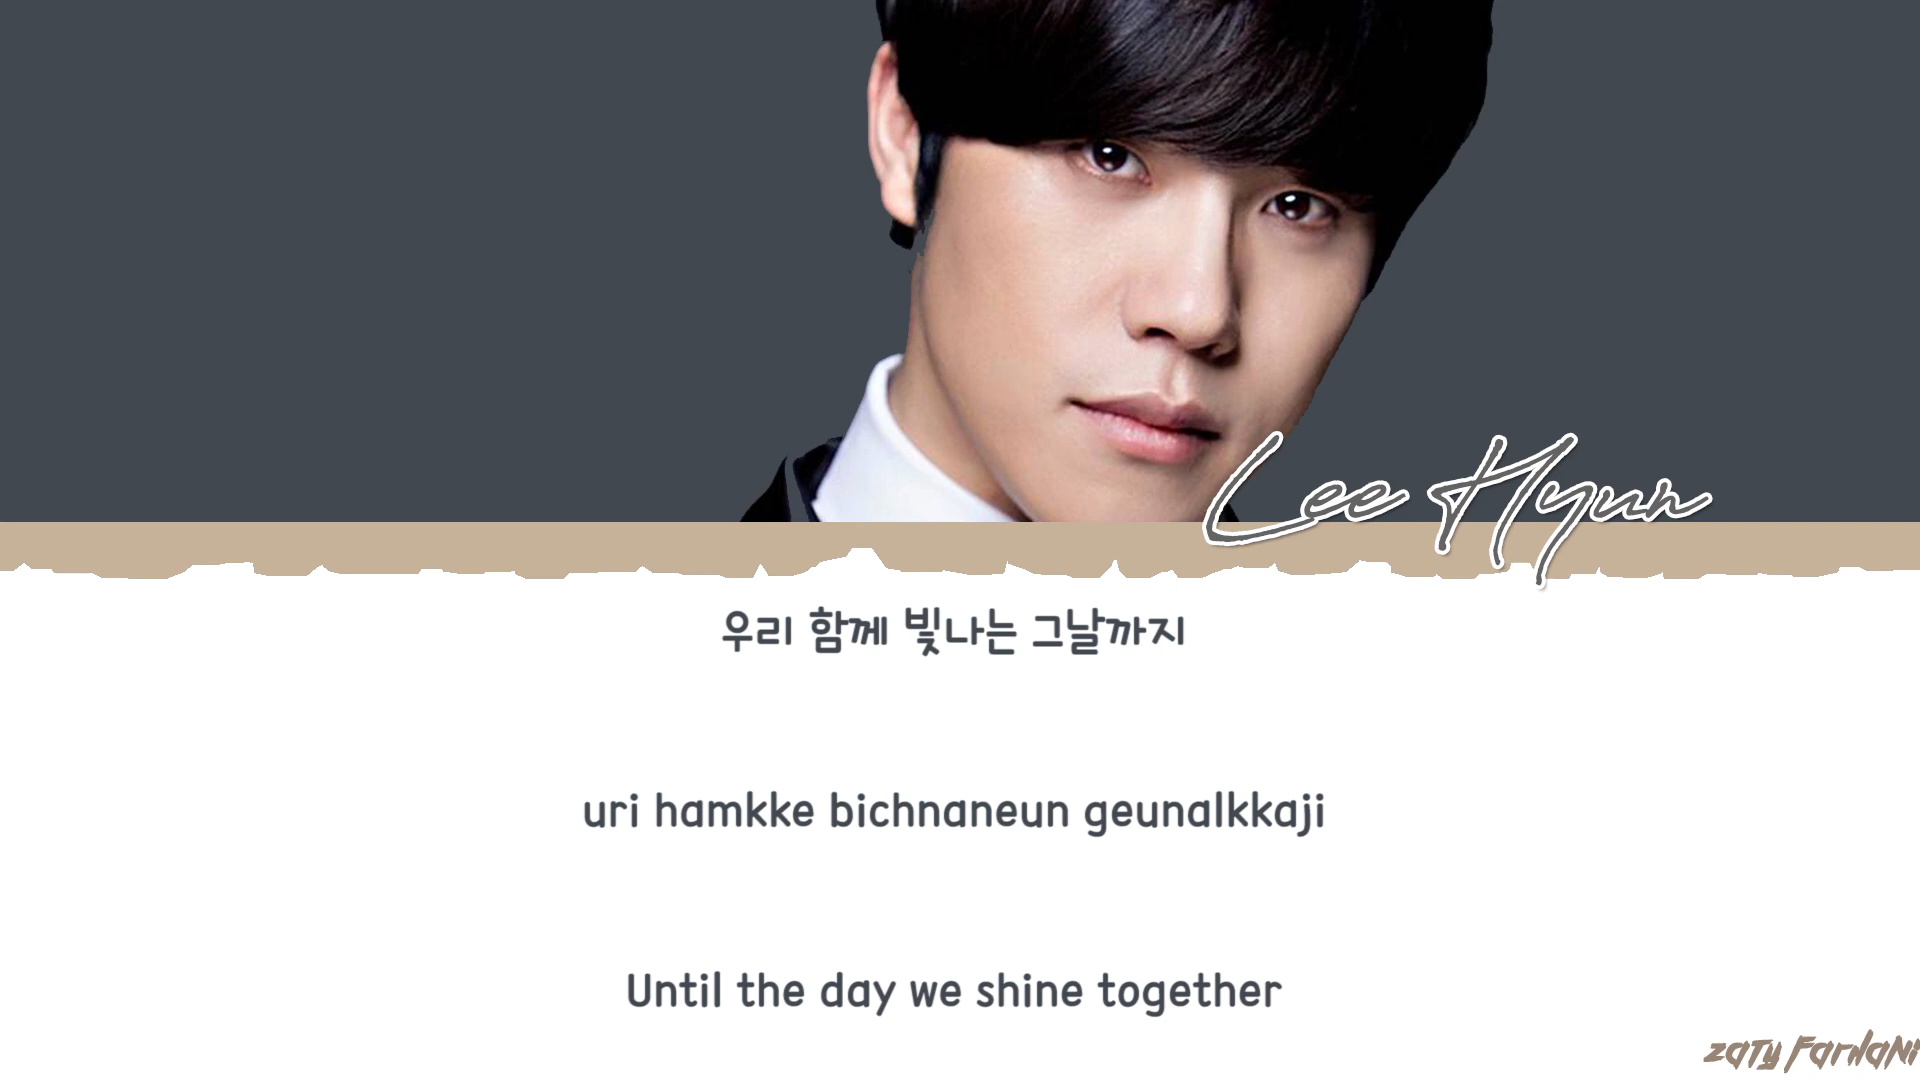 Lee Hyun
우리 함께 빛나는 그날까지
uri hamkke bichnaneun geunalkkaji
Until the day we shine together
zaty Fardani